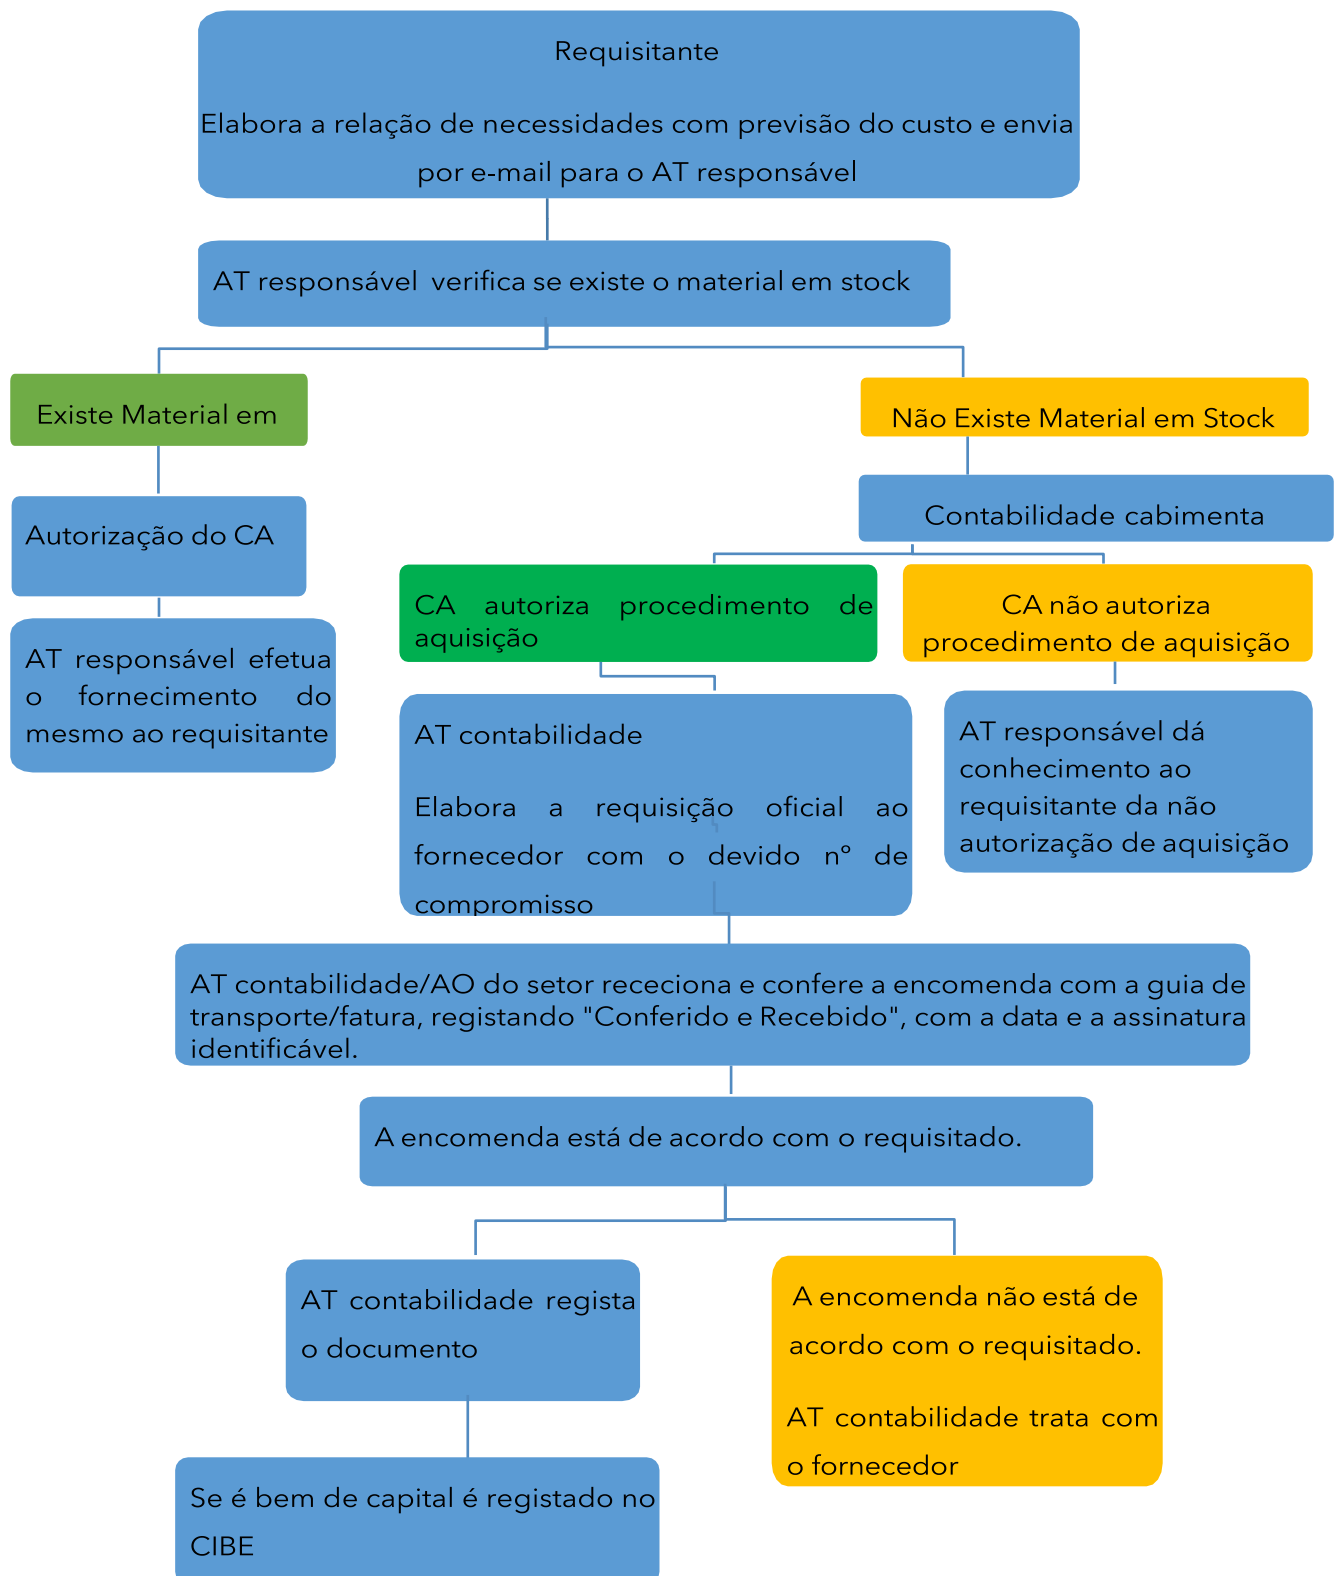 Requisitante
Elabora a relação de necessidades com previsão do custo e envia
por e-mail para o AT responsável
AT responsável verifica se existe o material em stock
Existe Material em
Não Existe Material em Stock
Autorização do CA
Contabilidade cabimenta
CA autoriza procedimento de
aquisição
CA não autoriza
procedimento de aquisição
AT responsável efetua
o fornecimento do
mesmo ao requisitante
AT contabilidade
Elabora a requisição oficial ao
fornecedor com o devido nº de
compromisso
AT responsável dá
conhecimento ao
requisitante da não
autorização de aquisição
AT contabilidade/AO do setor receciona e confere a encomenda com a guia de
transporte/fatura, registando "Conferido e Recebido", com a data e a assinatura
identificável.
A encomenda está de acordo com o requisitado.
AT contabilidade regista
o documento
A encomenda não está de
acordo com o requisitado.
AT contabilidade trata com
o fornecedor
Se é bem de capital é registado no
CIBE